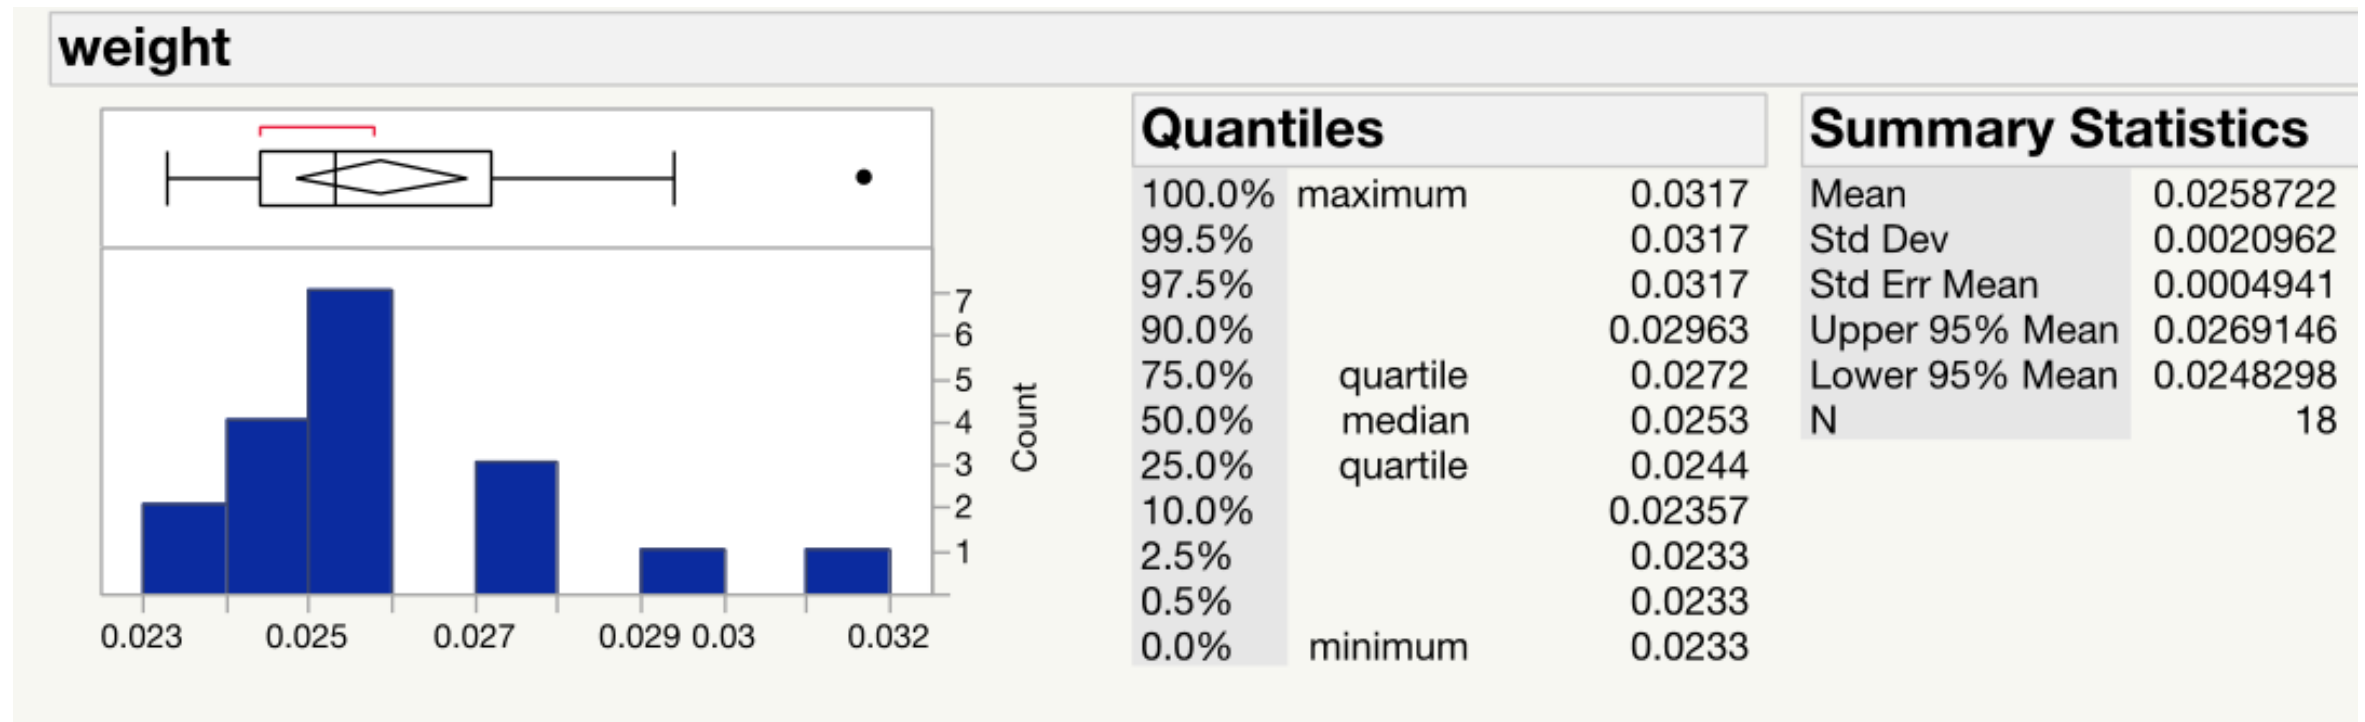 weight
7
6
5
4
3
2
1
Count
0.023 0.025 0.027 0.029 0.03 0.032
Quantiles
100.0% maximum 0.0317
99.5% 0.0317
97.5% 0.0317
90.0% 0.02963
75.0% quartile 0.0272
50.0% median 0.0253
25.0% quartile 0.0244
10.0% 0.02357
2.5% 0.0233
0.5% 0.0233
0.0% minimum 0.0233
Summary Statistics
Mean 0.0258722
Std Dev 0.0020962
Std Err Mean 0.0004941
Upper 95% Mean 0.0269146
Lower 95% Mean 0.0248298
N 18